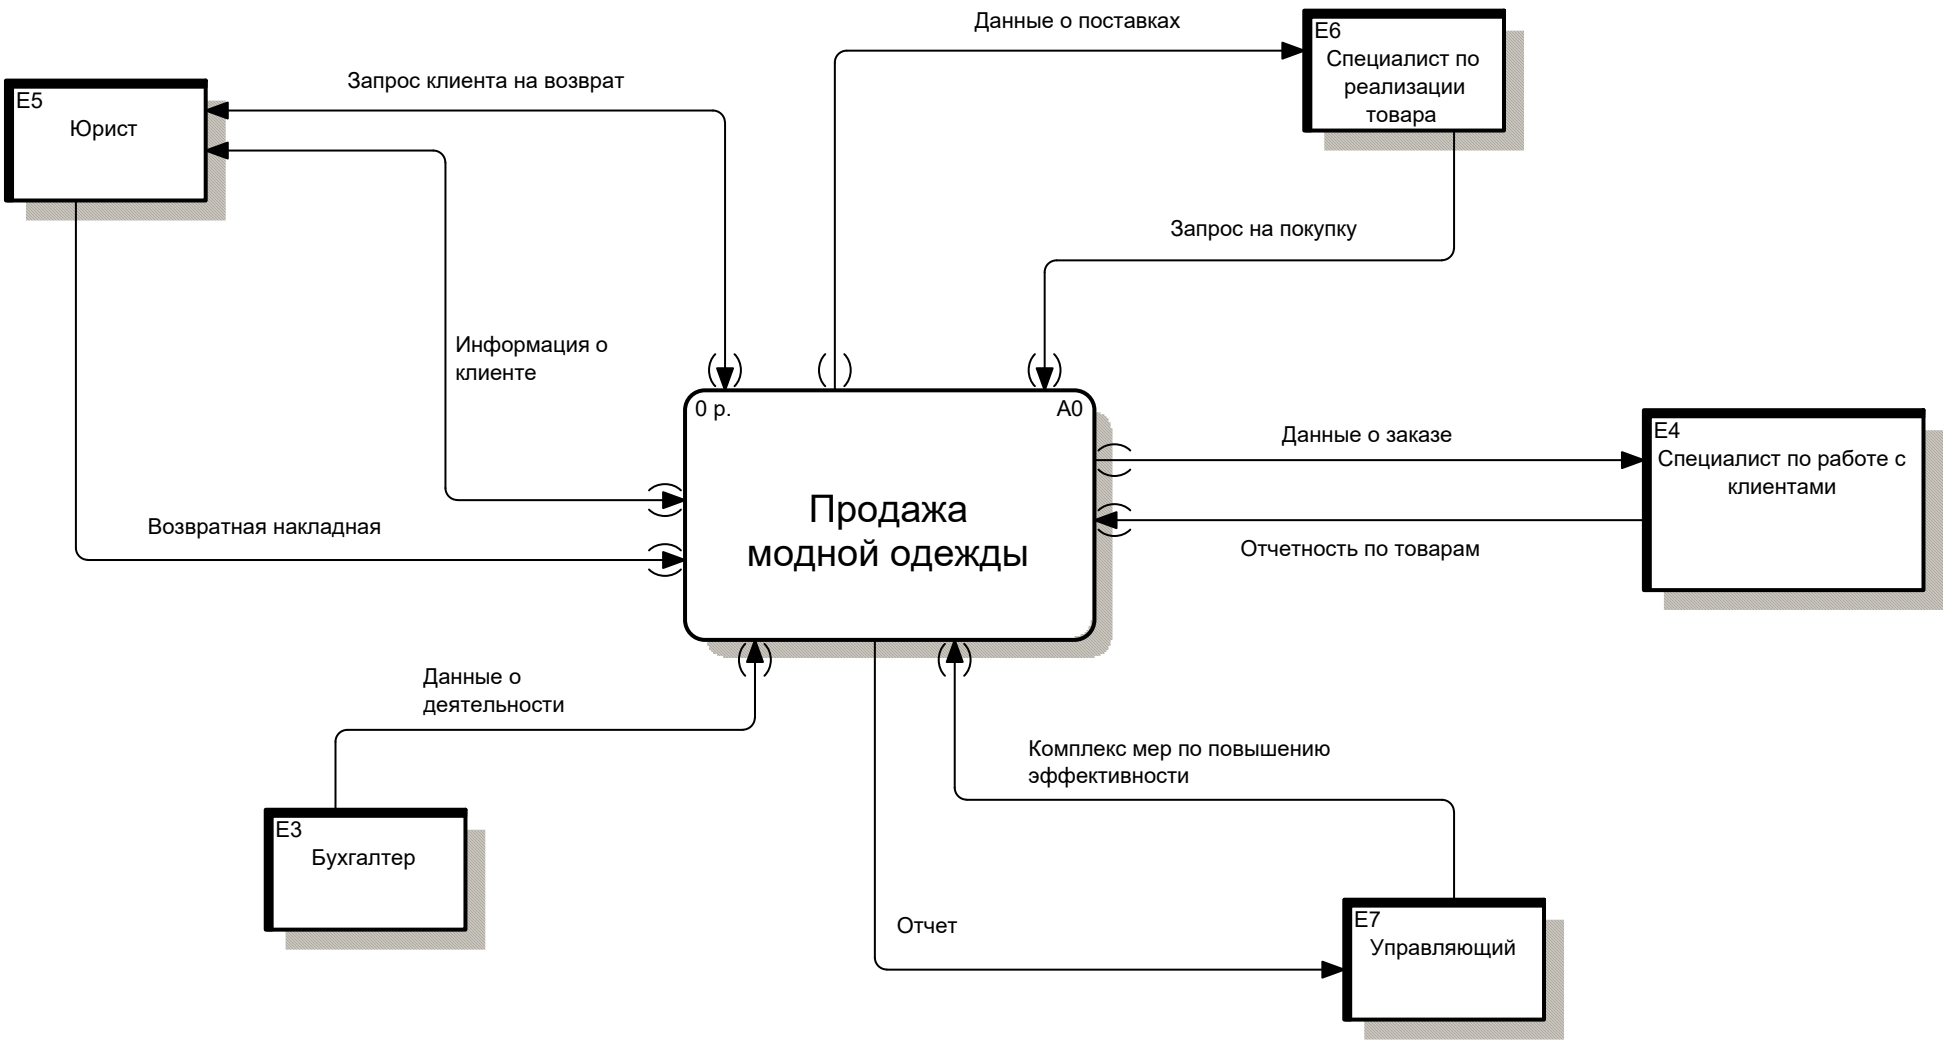 Данные о поставках
E6
Специалист по
реализации
товара
Запрос клиента на возврат
E5
Юрист
Запрос на покупку
Информация о
клиенте
0 р.
A0
Продажа
модной одежды
Данные о заказе
E4
Специалист по работе с
клиентами
Возвратная накладная
Отчетность по товарам
Данные о
деятельности
Комплекс мер по повышению
эффективности
E3
Бухгалтер
Отчет
E7
Управляющий